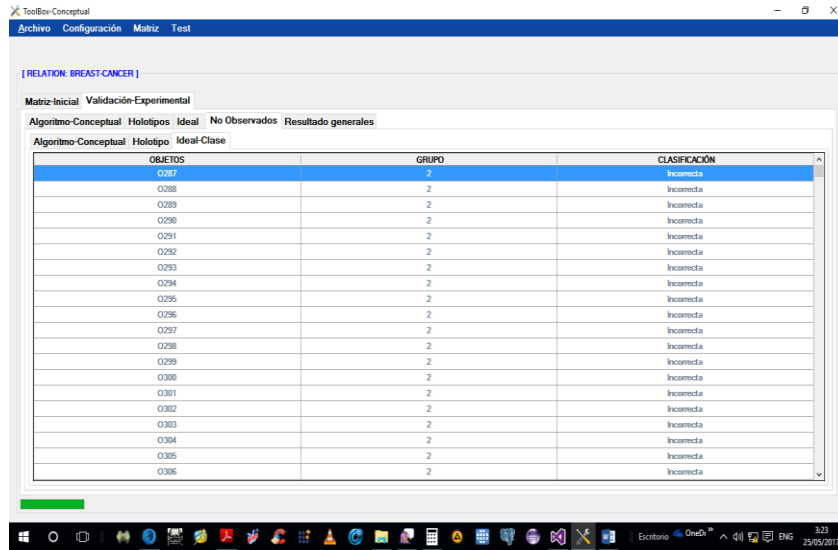 ToolBox-Conceptual
Archivo Configuración Matriz Test
[ RELATION: BREAST-CANCER ]
Matriz-Inicial Validación-Experimental
Algoritmo-Conceptual Holotipos Ideal No Observados Resultado generales
Algoritmo-Conceptual Holotipo Ideal-Clase
OBJETOS GRUPO CLASIFICACIÓN
O287 2 Incorrecta
O288 2 Incorrecta
O289 2 Incorrecta
O290 2 Incorrecta
O291 2 Incorrecta
O292 2 Incorrecta
O293 2 Incorrecta
O294 2 Incorrecta
O295 2 Incorrecta
O296 2 Incorrecta
O297 2 Incorrecta
O298 2 Incorrecta
O299 2 Incorrecta
O300 2 Incorrecta
O301 2 Incorrecta
O302 2 Incorrecta
O303 2 Incorrecta
O304 2 Incorrecta
O305 2 Incorrecta
O306 2 Incorrecta
Escritorio OneDr » ENG 3:23